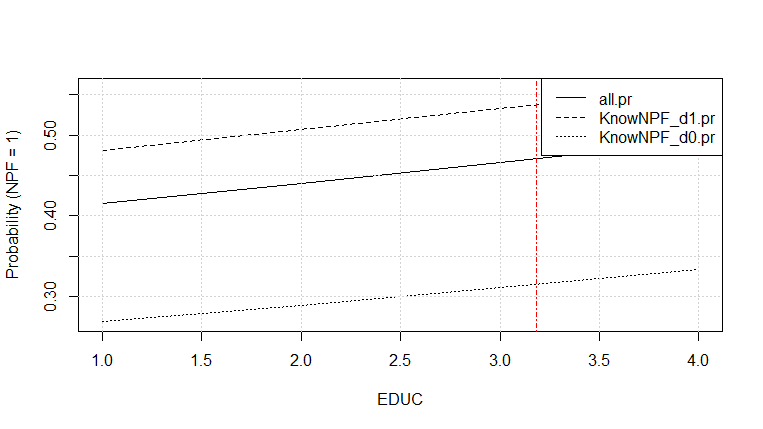 all.pr
KnowNPF_d1.pr
KnowNPF_d0.pr
Probability (NPF = 1)
0.50
0.40
0.30
1.0 1.5 2.0 2.5 3.0 3.5 4.0
EDUC